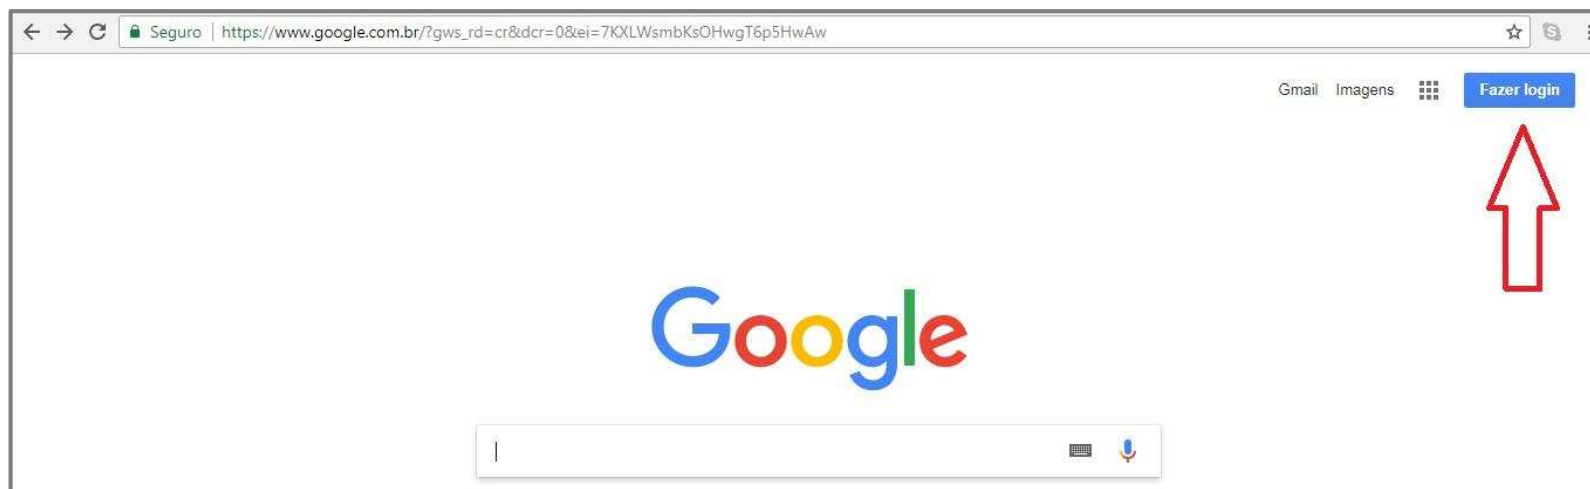 Seguro | https://www.google.com.br/?gws_rd=cr&dcr=0&ei=7KXLWsmbKsOHwgT6p5HwAw
Gmail Imagens Fazer login
Google